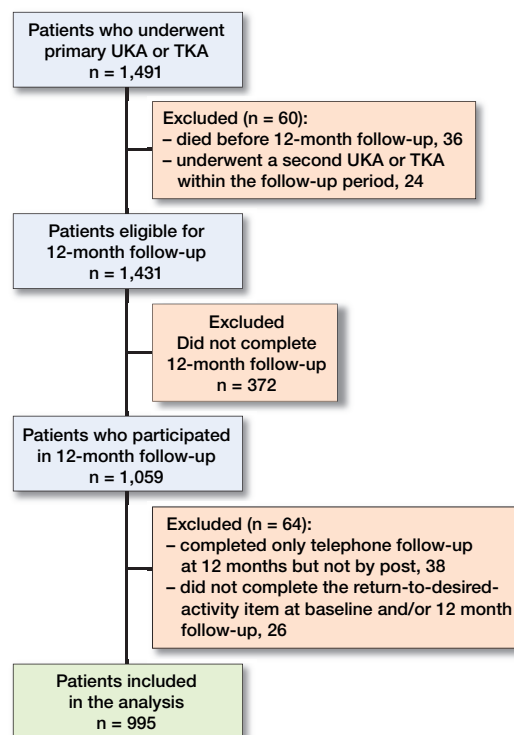 Patients who underwent
primary UKA or TKA
n = 1,491
Excluded (n = 60):
– died before 12-month follow-up, 36
– underwent a second UKA or TKA
within the follow-up period, 24
Patients eligible for
12-month follow-up
n = 1,431
Excluded
Did not complete
12-month follow-up
n = 372
Patients who participated
in 12-month follow-up
n = 1,059
Excluded (n = 64):
– completed only telephone follow-up
at 12 months but not by post, 38
– did not complete the return-to-desired-
activity item at baseline and/or 12 month
follow-up, 26
Patients included
in the analysis
n = 995